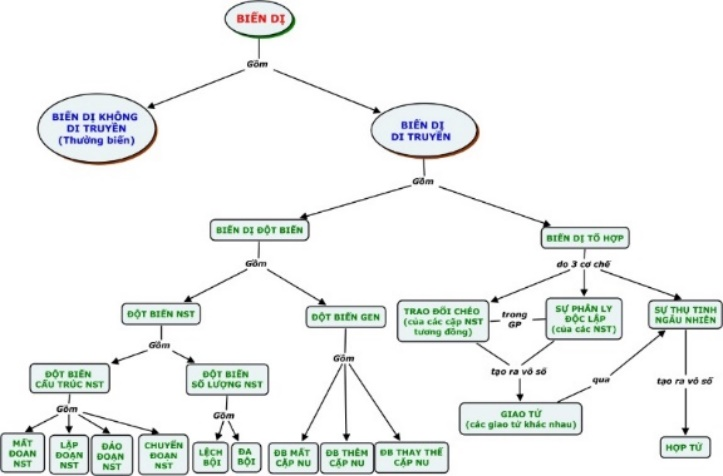 BIẾN DỊ
Gồm
BIẾN DỊ KHÔNG
DI TRUYỀN
(Thường biến)
BIẾN DỊ
DI TRUYỀN
Gồm
BIẾN DỊ ĐỘT BIẾN
BIẾN DỊ TỔ HỢP
Gồm
do 3 cơ chế
ĐỘT BIẾN NST
ĐỘT BIẾN GEN
TRAO ĐỔI CHÉO
(của các cặp NST
tương đồng)
trong
GP
SỰ PHÂN LY
ĐỘC LẬP
(của các NST)
SỰ THỤ TINH
NGẪU NHIÊN
Gồm
Gồm
ĐỘT BIẾN
CẤU TRÚC NST
ĐỘT BIẾN
SỐ LƯỢNG NST
tạo ra vô số
qua
tạo ra vô số
Gồm
Gồm
GIAO TỬ
(các giao tử khác nhau)
MẤT
ĐOẠN
NST
LẶP
ĐOẠN
NST
ĐẢO
ĐOẠN
NST
CHUYỂN
ĐOẠN
NST
LỆCH
BỘI
ĐA
BỘI
ĐB MẤT
CẶP NU
ĐB THÊM
CẶP NU
ĐB THAY THẾ
CẶP NU
HỢP TỬ